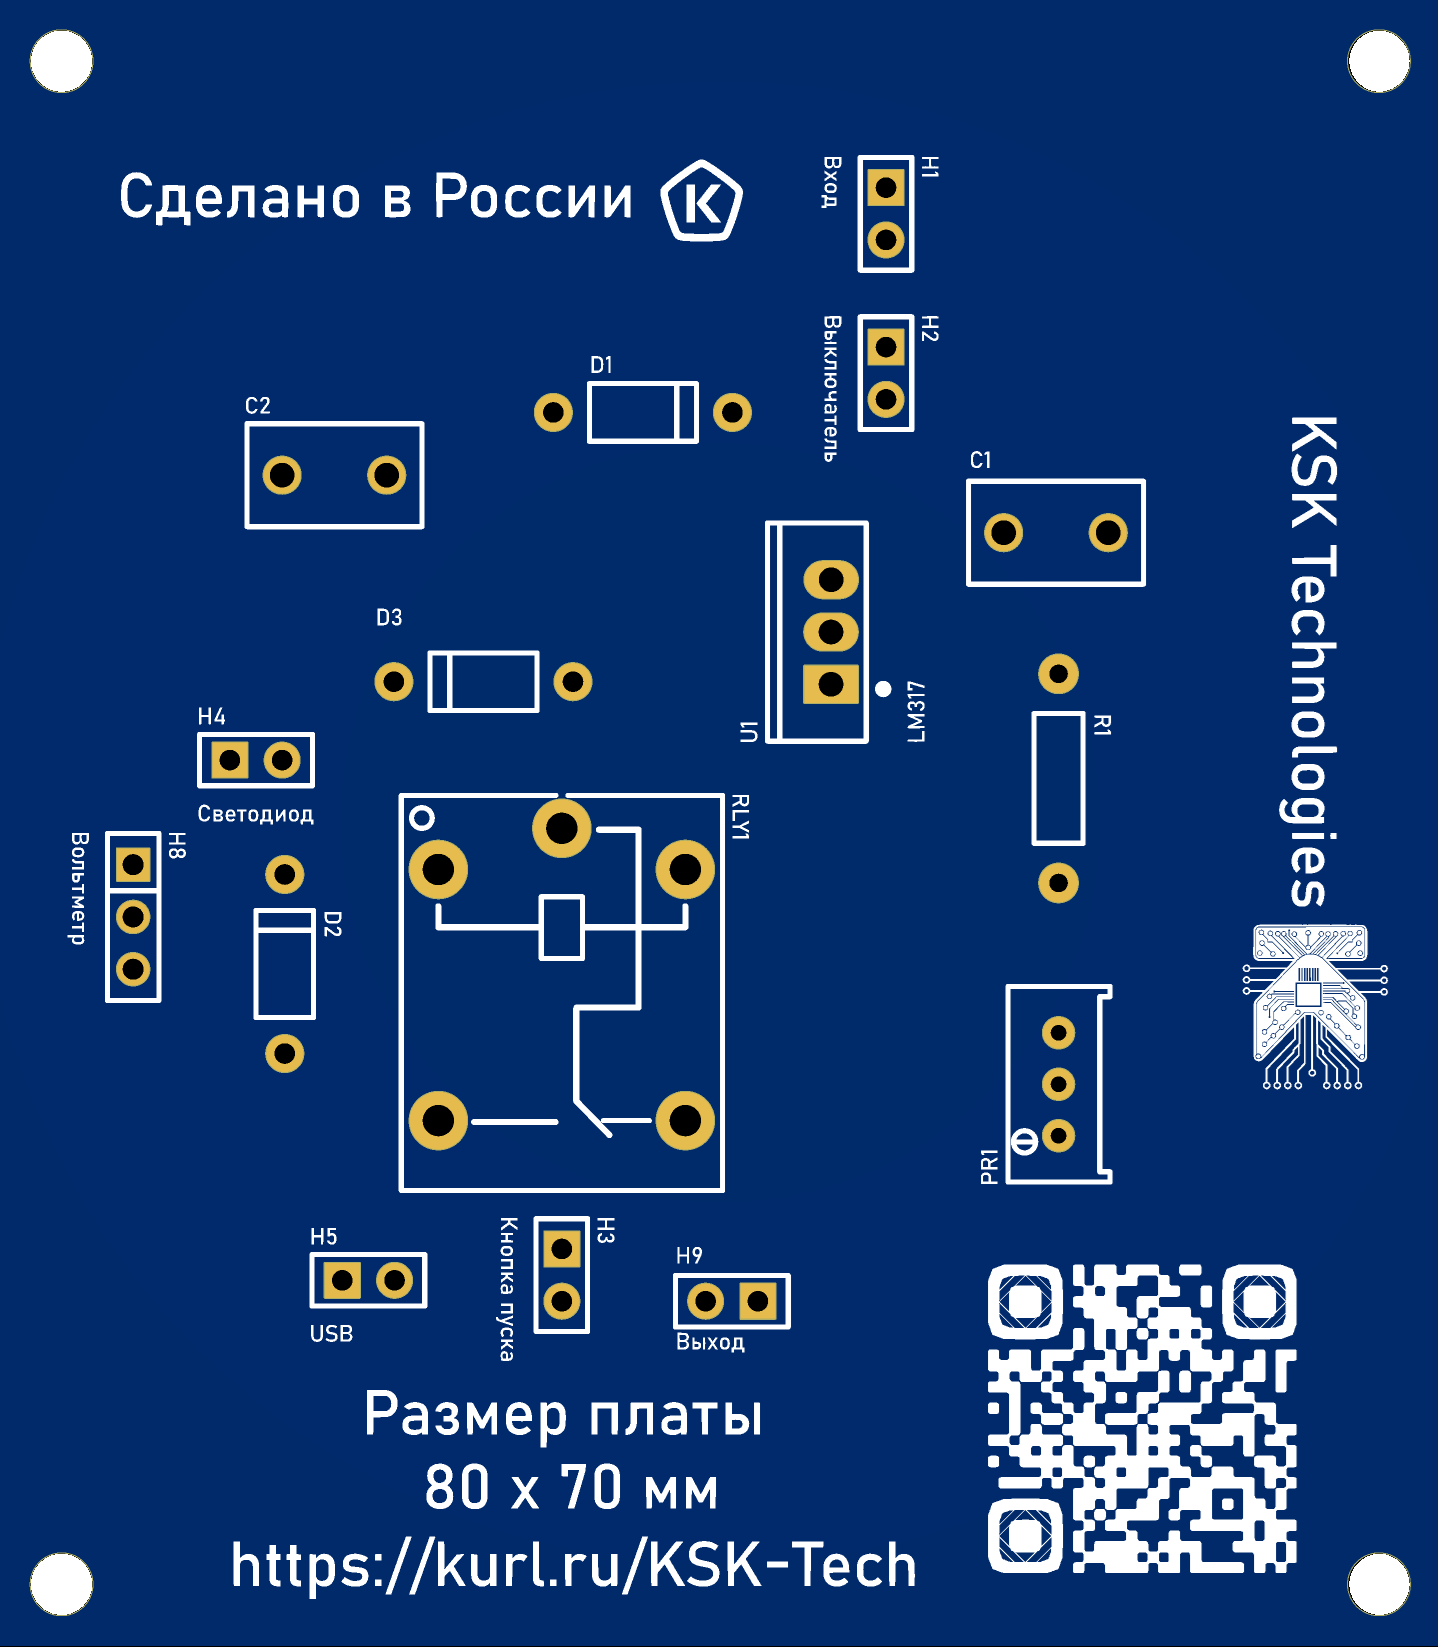 Сделано в России
K
Вход
H1
Выключатель
H2
D1
C2
C1
KSK Technologies
D3
U1
LM317
R1
H4
Светодиод
RLY1
Вольтметр
H8
D2
PR1
H5
USB
Кнопка пуска
H3
H9
Выход
Размер платы
80 x 70 мм
https://kurl.ru/KSK-Tech